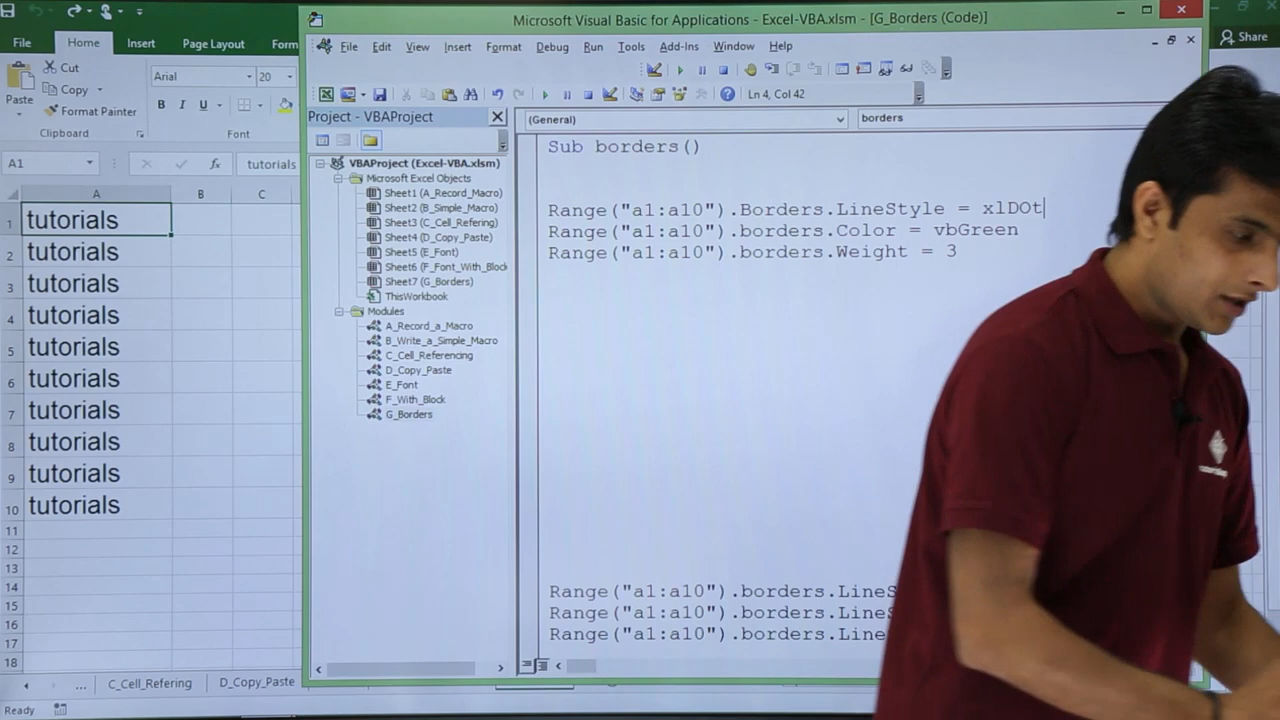 Microsoft Visual Basic for Applications - Excel-VBA.xlsm - [G_Borders (Code)]
File Home Insert Page Layout Form
Share
File Edit View Insert Format Debug Run Tools Add-Ins Window Help
Paste
Cut
Copy
Format Painter
Clipboard
Arial 20
B I U
Font
Ln 4, Col 42
A1 fx tutorials
A B C
1 tutorials
2 tutorials
3 tutorials
4 tutorials
5 tutorials
6 tutorials
7 tutorials
8 tutorials
9 tutorials
10 tutorials
11
12
13
14
15
16
17
18
... C_Cell_Refering D_Copy_Paste
Ready
Project - VBAProject
VBAProject (Excel-VBA.xlsm)
Microsoft Excel Objects
Sheet1 (A_Record_Macro)
Sheet2 (B_Simple_Macro)
Sheet3 (C_Cell_Refering)
Sheet4 (D_Copy_Paste)
Sheet5 (E_Font)
Sheet6 (F_Font_With_Block
Sheet7 (G_Borders)
ThisWorkbook
Modules
A_Record_a_Macro
B_Write_a_Simple_Macro
C_Cell_Referencing
D_Copy_Paste
E_Font
F_With_Block
G_Borders
(General) borders
Sub borders()
Range("a1:a10").Borders.LineStyle = xlDOt
Range("a1:a10").borders.Color = vbGreen
Range("a1:a10").borders.Weight = 3
Range("a1:a10").borders.LineS
Range("a1:a10").borders.LineS
Range("a1:a10").borders.Line